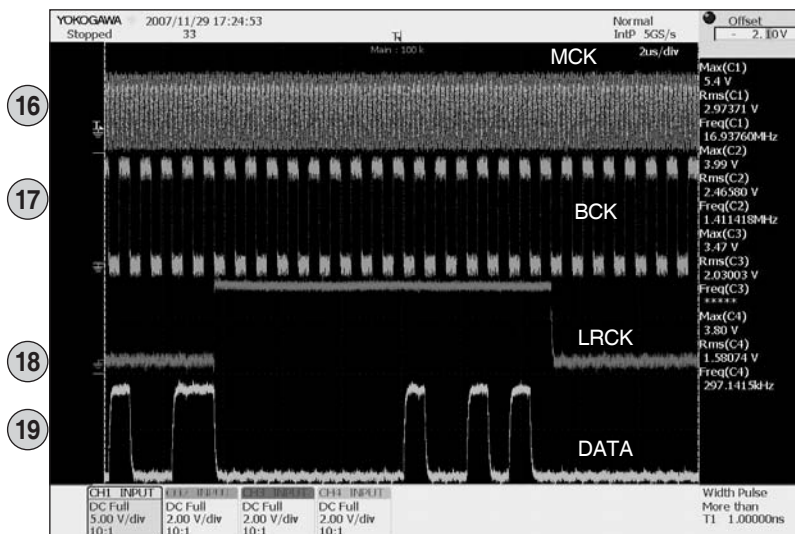 YOKOGAWA 2007/11/29 17:24:53
Stopped 33
Normal
IntP 5GS/s
Offset
- 2.10V
Main : 100 k
2us/div
MCK
BCK
LRCK
DATA
16
17
18
19
Max(C1)
5.4 V
Rms(C1)
2.97371 V
Freq(C1)
16.93760MHz
Max(C2)
3.99 V
Rms(C2)
2.46580 V
Freq(C2)
1.411418MHz
Max(C3)
3.47 V
Rms(C3)
2.03003 V
Freq(C3)
*****
Max(C4)
3.80 V
Rms(C4)
1.58074 V
Freq(C4)
297.1415kHz
CH1 INPUT
DC Full
5.00 V/div
10:1
CH2 INPUT
DC Full
2.00 V/div
10:1
CH3 INPUT
DC Full
2.00 V/div
10:1
CH4 INPUT
DC Full
2.00 V/div
10:1
Width Pulse
More than
T1 1.00000ns